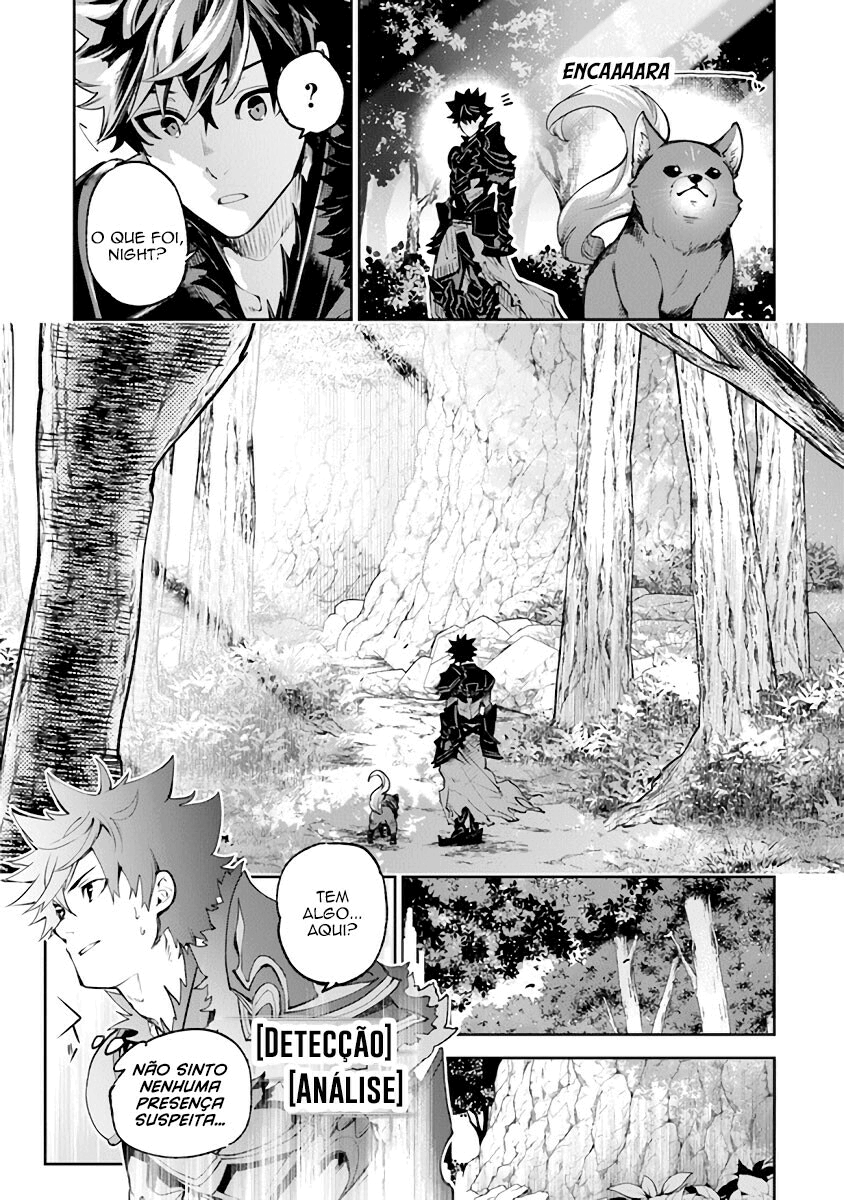 ENCAAAARA
?
O QUE FOI,
NIGHT?
TEM
ALGO...
AQUI?
[DETECÇÃO]
[ANÁLISE]
NÃO SINTO
NENHUMA
PRESENÇA
SUSPEITA...